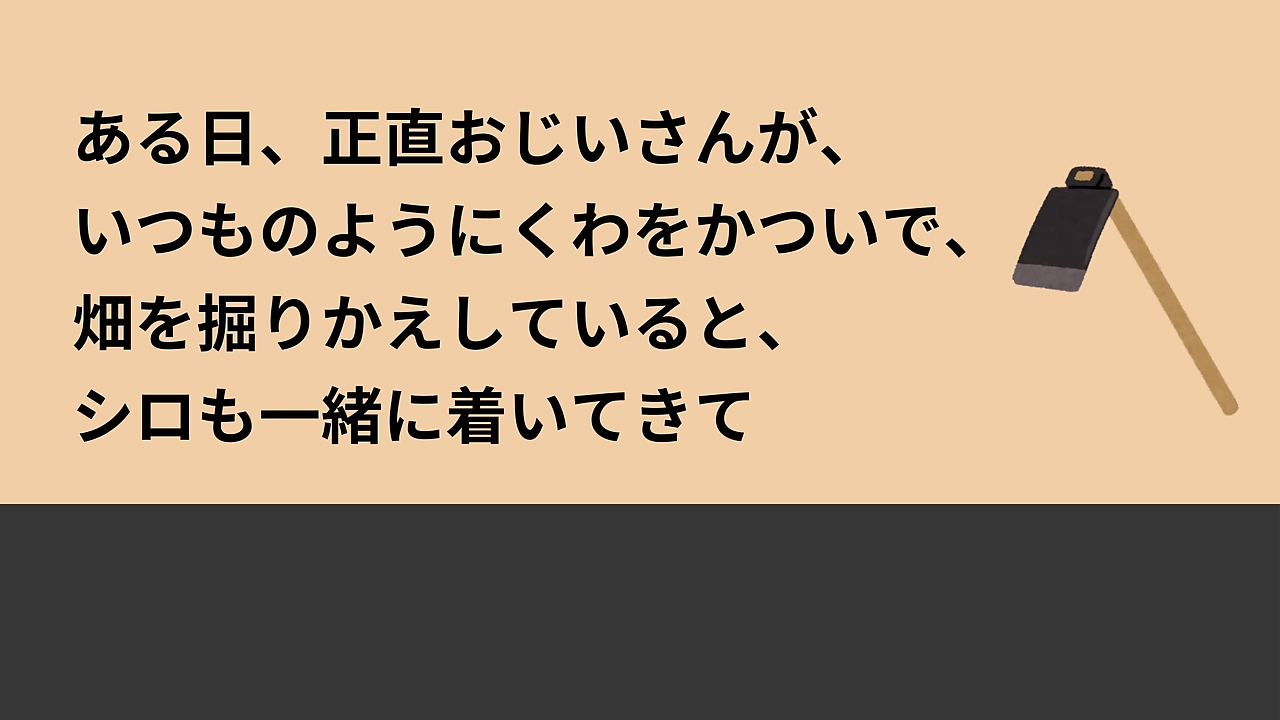 ある日、正直おじいさんが、
いつものようにくわをかついで、
畑を掘りかえしていると、
シロも一緒に着いてきて